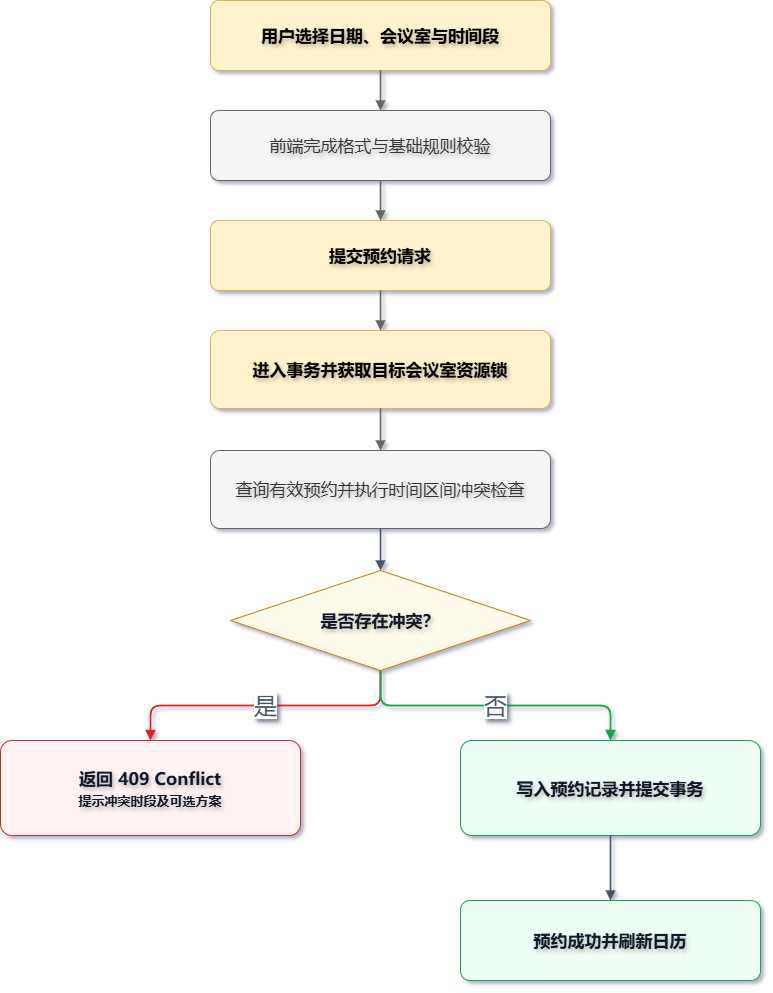 用户选择日期、会议室与时间段
前端完成格式与基础规则校验
提交预约请求
进入事务并获取目标会议室资源锁
查询有效预约并执行时间区间冲突检查
是否存在冲突?
是
否
返回 409 Conflict
提示冲突时段及可选方案
写入预约记录并提交事务
预约成功并刷新日历